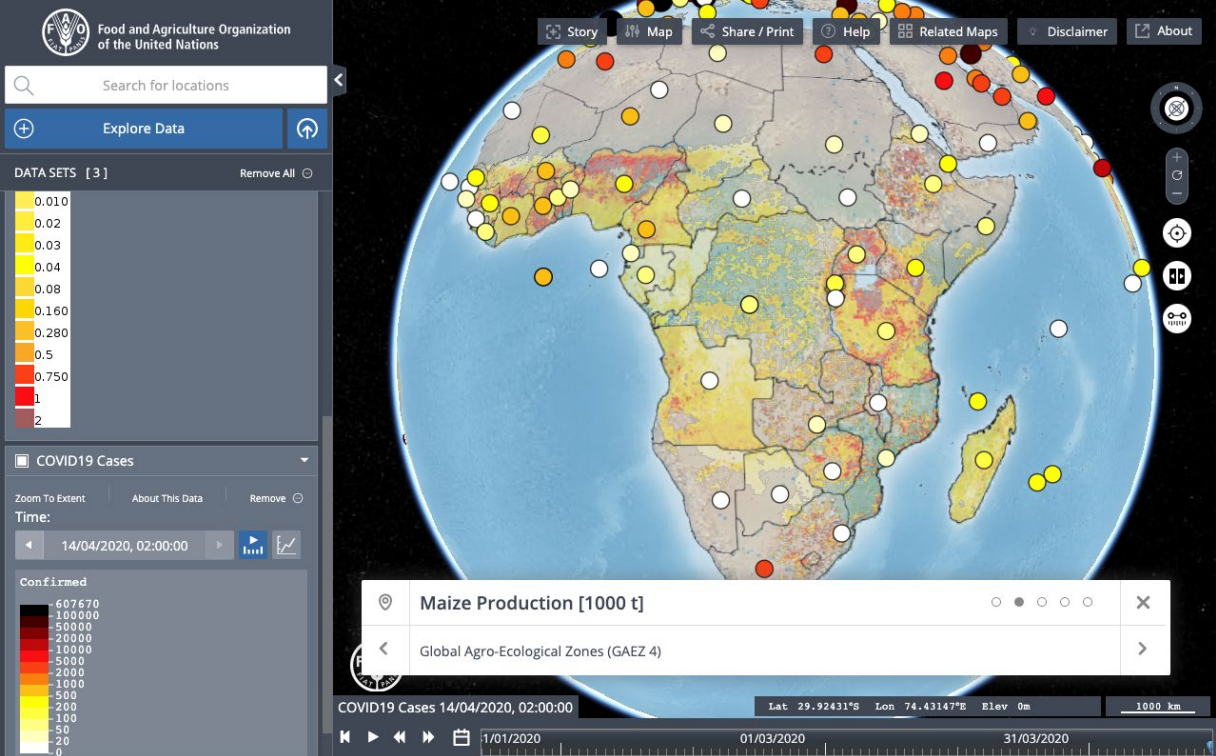 Food and Agriculture Organization
of the United Nations
Search for locations
Explore Data
DATA SETS [ 3 ]
Remove All
0.010
0.02
0.03
0.04
0.08
0.160
0.280
0.5
0.750
1
2
COVID19 Cases
Zoom To Extent
About This Data
Remove
Time:
14/04/2020, 02:00:00
Confirmed
607670
100000
50000
20000
10000
5000
2000
1000
500
200
100
50
20
0
Story
Map
Share / Print
Help
Related Maps
Disclaimer
About
Maize Production [1000 t]
Global Agro-Ecological Zones (GAEZ 4)
COVID19 Cases 14/04/2020, 02:00:00
Lat 29.92431°S Lon 74.43147°E Elev 0m
1000 km
1/01/2020
01/03/2020
31/03/2020